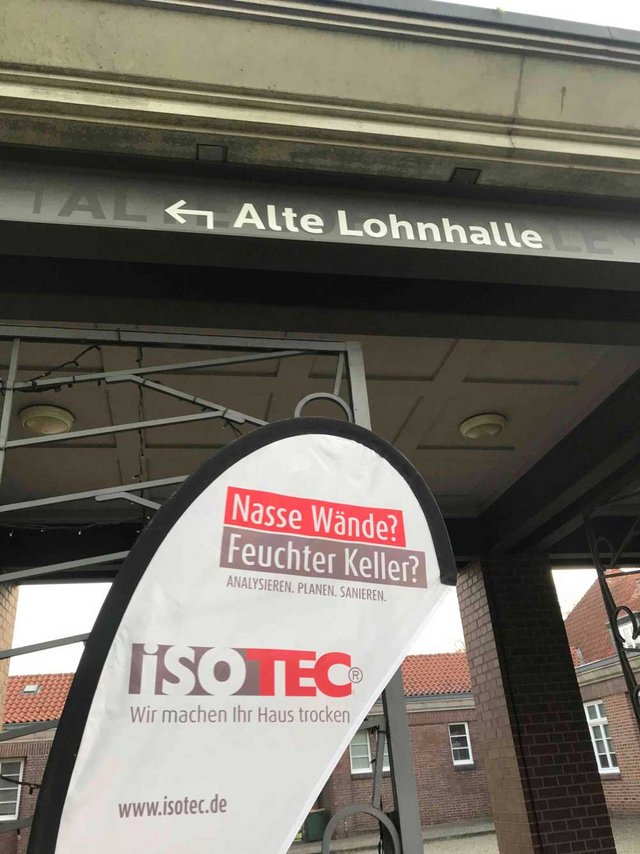 Alte Lohnhalle
Nasse Wände?
Feuchter Keller?
ANALYSIEREN. PLANEN. SANIEREN.
ISOTEC®
Wir machen Ihr Haus trocken
www.isotec.de